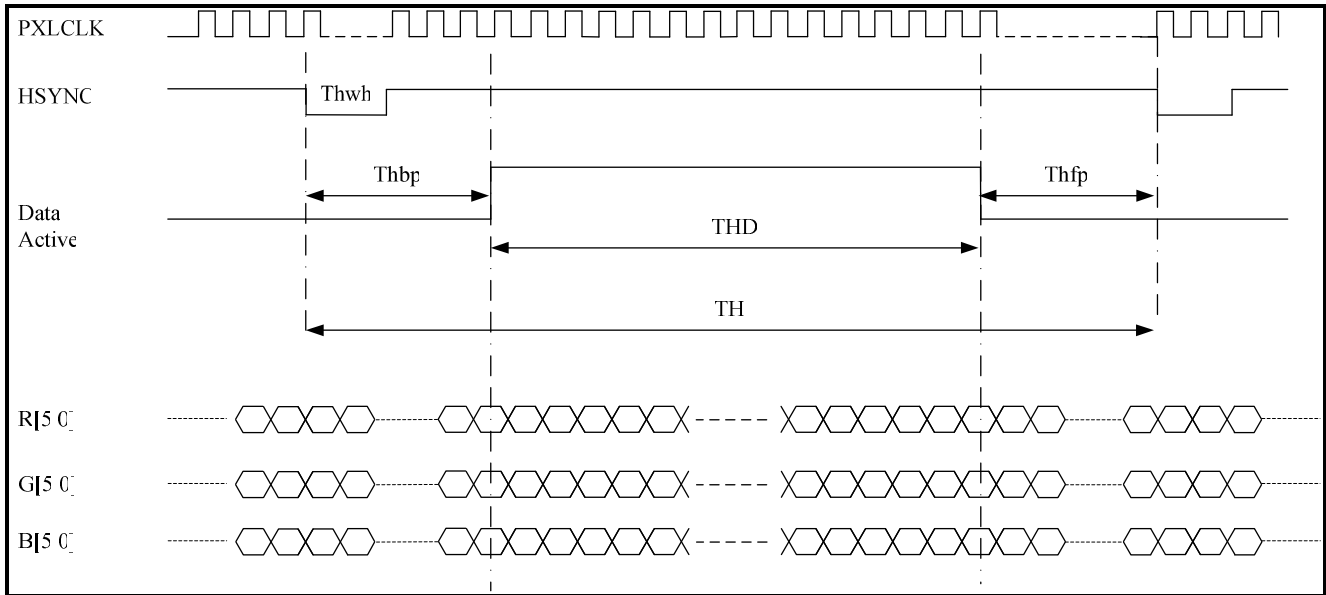 PXLCLK
HSYNC
Thwh
Thbp
Thfp
Data
Active
THD
TH
R[5 0]
G[5 0]
B[5 0]